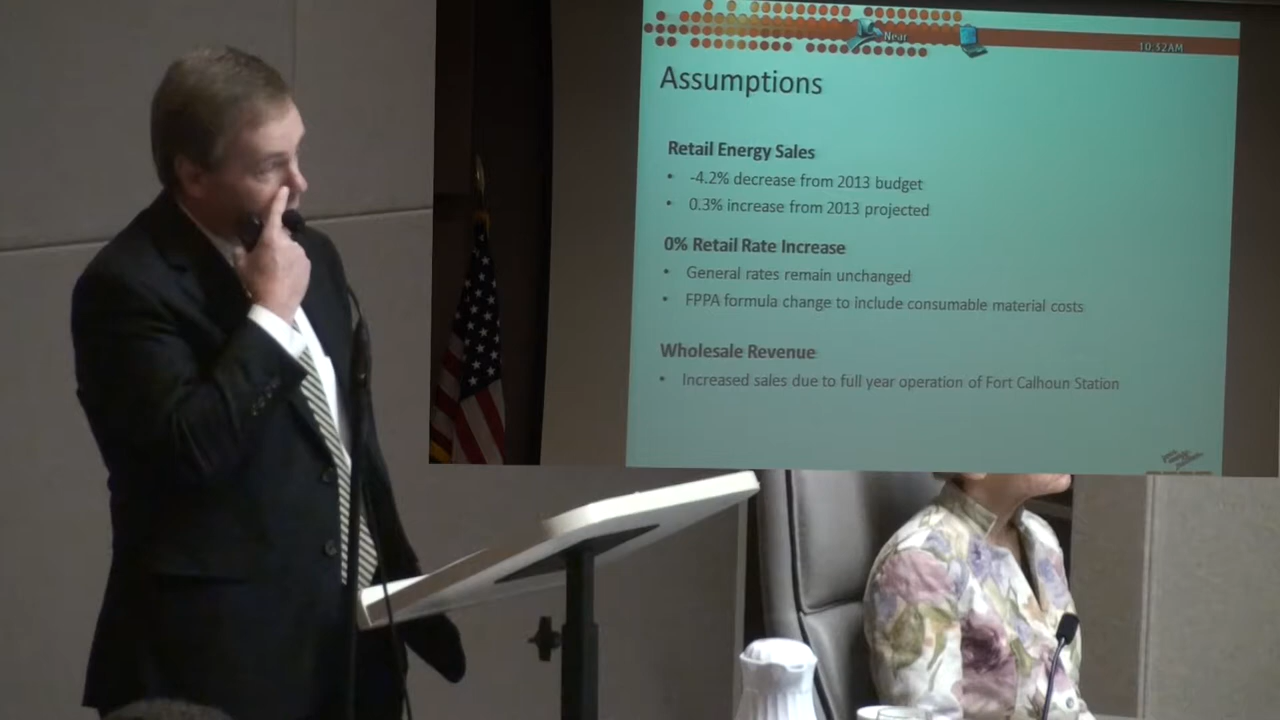 Near
10:32AM
Assumptions
Retail Energy Sales
• -4.2% decrease from 2013 budget
• 0.3% increase from 2013 projected
0% Retail Rate Increase
• General rates remain unchanged
• FPPA formula change to include consumable material costs
Wholesale Revenue
• Increased sales due to full year operation of Fort Calhoun Station